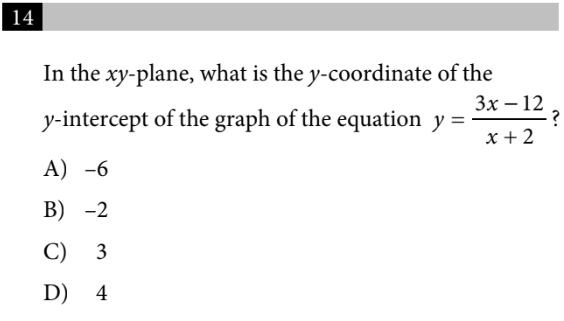 14
In the xy-plane, what is the y-coordinate of the
y-intercept of the graph of the equation y = (3x – 12)/(x + 2)?
A) –6
B) –2
C) 3
D) 4